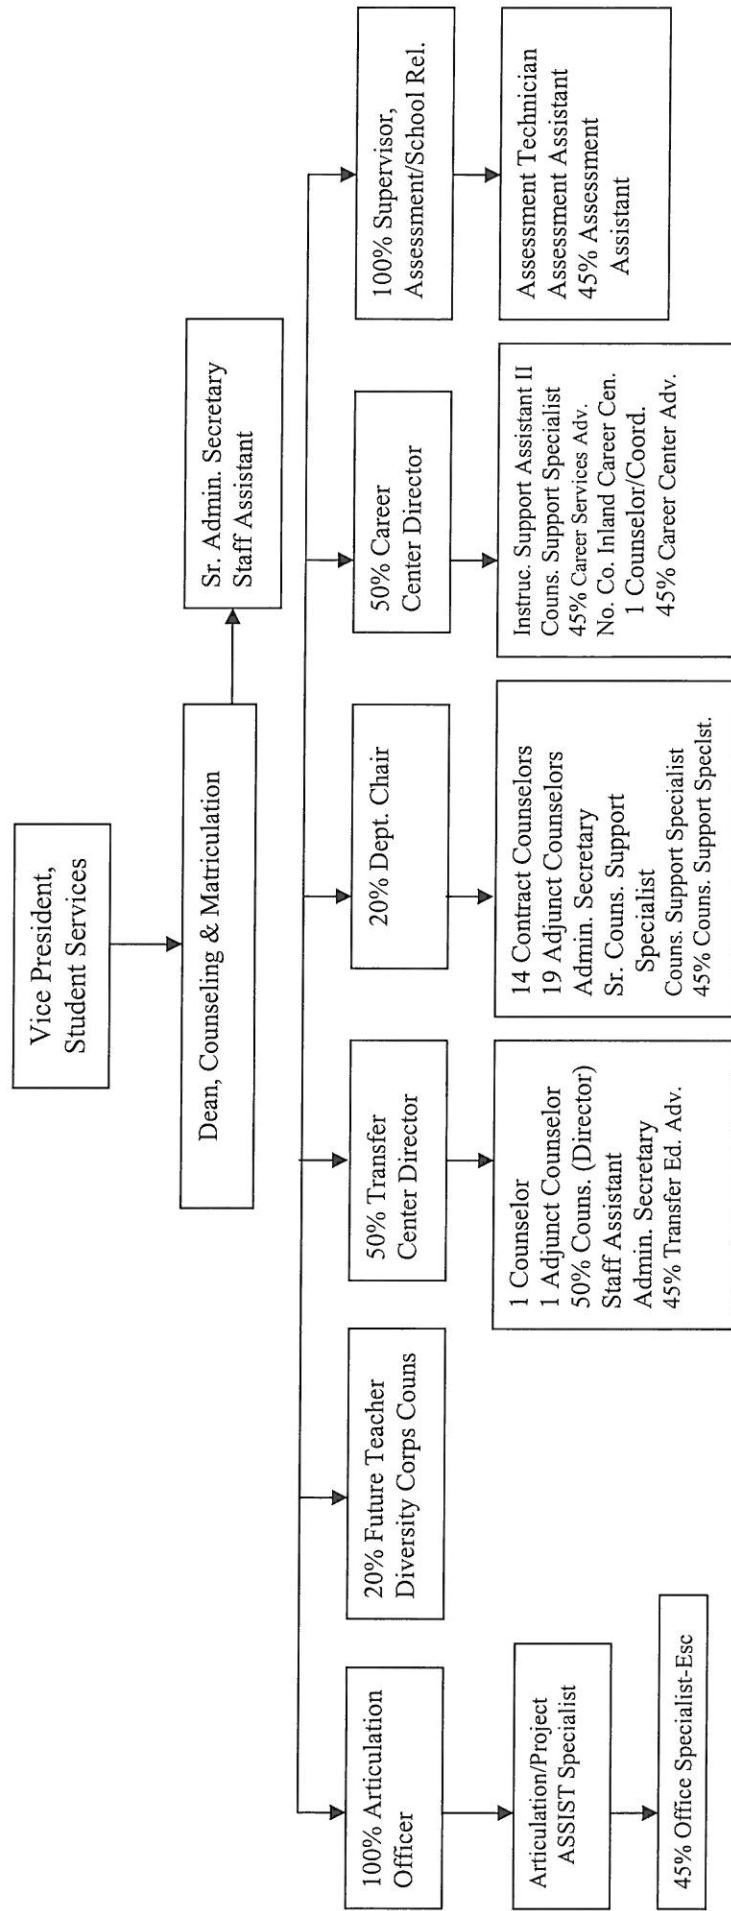 Vice President,
Student Services
Dean, Counseling & Matriculation
Sr. Admin. Secretary
Staff Assistant
100% Articulation
Officer
20% Future Teacher
Diversity Corps Couns
50% Transfer
Center Director
20% Dept. Chair
50% Career
Center Director
100% Supervisor,
Assessment/School Rel.
Articulation/Project
ASSIST Specialist
45% Office Specialist-Esc
1 Counselor
1 Adjunct Counselor
50% Couns. (Director)
Staff Assistant
Admin. Secretary
45% Transfer Ed. Adv.
14 Contract Counselors
19 Adjunct Counselors
Admin. Secretary
Sr. Couns. Support
Specialist
Couns. Support Specialist
45% Couns. Support Speclst.
Instruc. Support Assistant II
Couns. Support Specialist
45% Career Services Adv.
No. Co. Inland Career Cen.
1 Counselor/Coord.
45% Career Center Adv.
Assessment Technician
Assessment Assistant
45% Assessment
Assistant